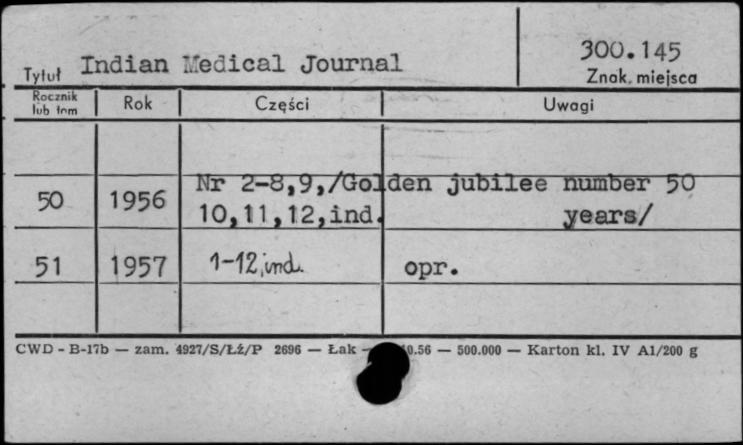 Tytuł Indian Medical Journal
300.145
Znak. miejsca
Rocznik lub tom Rok Części Uwagi
50 1956 Nr 2-8,9,/Golden jubilee number 50
10,11,12,ind. years/
51 1957 1-12,ind. opr.
CWD - B-17b — zam. 4927/S/Łź/P 2696 — Łak — 0.56 — 500.000 — Karton kl. IV A1/200 g